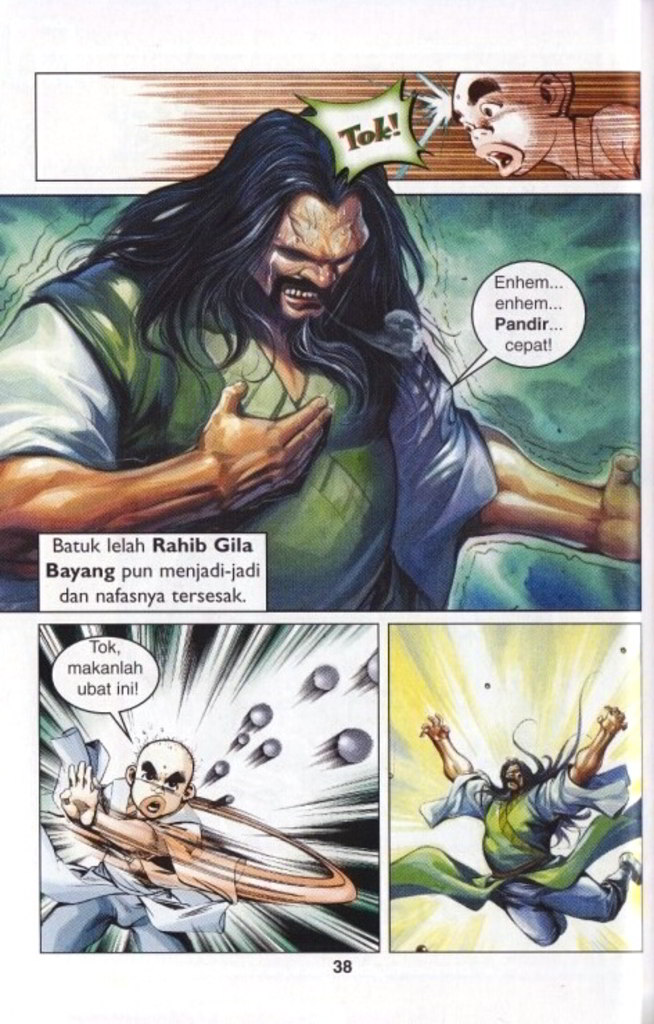 Tok!
Enhem...
enhem...
Pandir...
cepat!
Batuk lelah Rahib Gila
Bayang pun menjadi-jadi
dan nafasnya tersesak.
Tok,
makanlah
ubat ini!
38